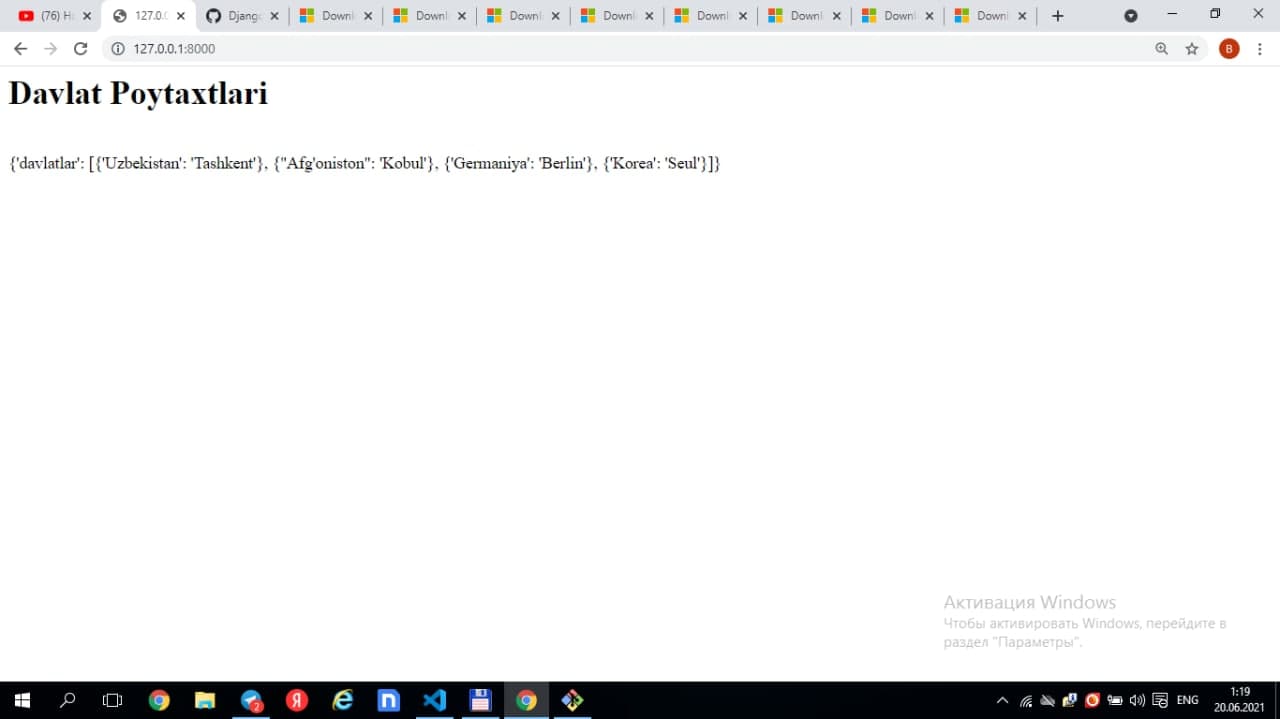 (76) Hi
127.0.0
Django
Downl
Downl
Downl
Downl
Downl
Downl
Downl
Downl
127.0.0.1:8000
B
Davlat Poytaxtlari
{'davlatlar': [{'Uzbekistan': 'Tashkent'}, {"Afg'oniston": 'Kobul'}, {'Germaniya': 'Berlin'}, {'Korea': 'Seul'}]}
Активация Windows
Чтобы активировать Windows, перейдите в
раздел "Параметры".
2
Я
n
ENG
1:19
20.06.2021